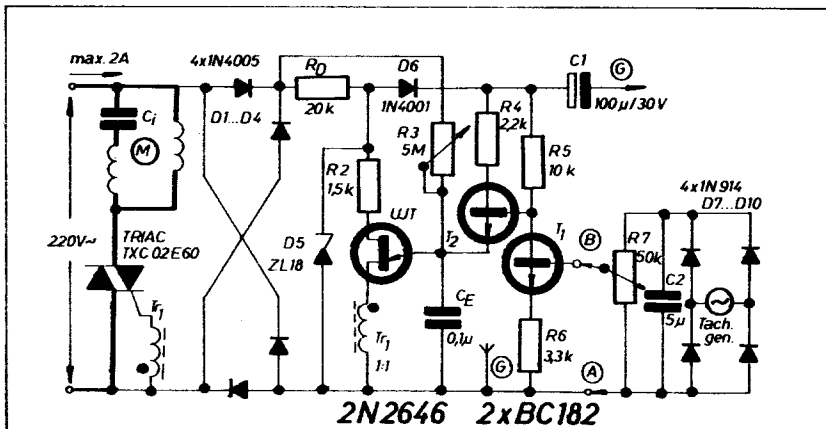 max. 2A
4x1N4005
D1...D4
R0
20k
D6
1N4001
C1
G
100µ/30V
Ci
M
R3
5M
R4
2,2k
R5
10k
4x1N914
D7...D10
R2
1,5k
UJT
T2
T1
B
R7
50k
C2
5µ
Tach.
gen.
220V~
TRIAC
TXC 02E60
D5
ZL18
Tr1
Tr1
1:1
CE
0,1µ
G
R6
3,3k
A
2N2646
2xBC182